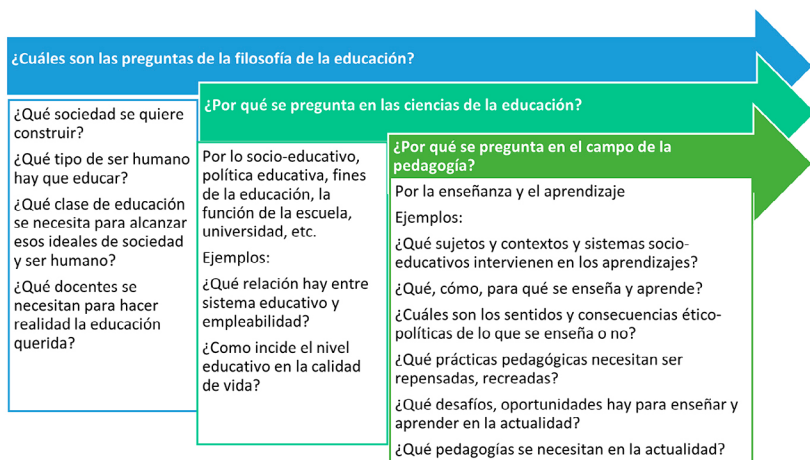 ¿Cuáles son las preguntas de la filosofía de la educación?
¿Qué sociedad se quiere
construir?
¿Qué tipo de ser humano
hay que educar?
¿Qué clase de educación
se necesita para alcanzar
esos ideales de sociedad
y ser humano?
¿Qué docentes se
necesitan para hacer
realidad la educación
querida?
¿Por qué se pregunta en las ciencias de la educación?
Por lo socio-educativo,
política educativa, fines
de la educación, la
función de la escuela,
universidad, etc.
Ejemplos:
¿Qué relación hay entre
sistema educativo y
empleabilidad?
¿Como incide el nivel
educativo en la calidad
de vida?
¿Por qué se pregunta en el campo de la
pedagogía?
Por la enseñanza y el aprendizaje
Ejemplos:
¿Qué sujetos y contextos y sistemas socio-
educativos intervienen en los aprendizajes?
¿Qué, cómo, para qué se enseña y aprende?
¿Cuáles son los sentidos y consecuencias ético-
políticas de lo que se enseña o no?
¿Qué prácticas pedagógicas necesitan ser
repensadas, recreadas?
¿Qué desafíos, oportunidades hay para enseñar y
aprender en la actualidad?
¿Qué pedagogías se necesitan en la actualidad?